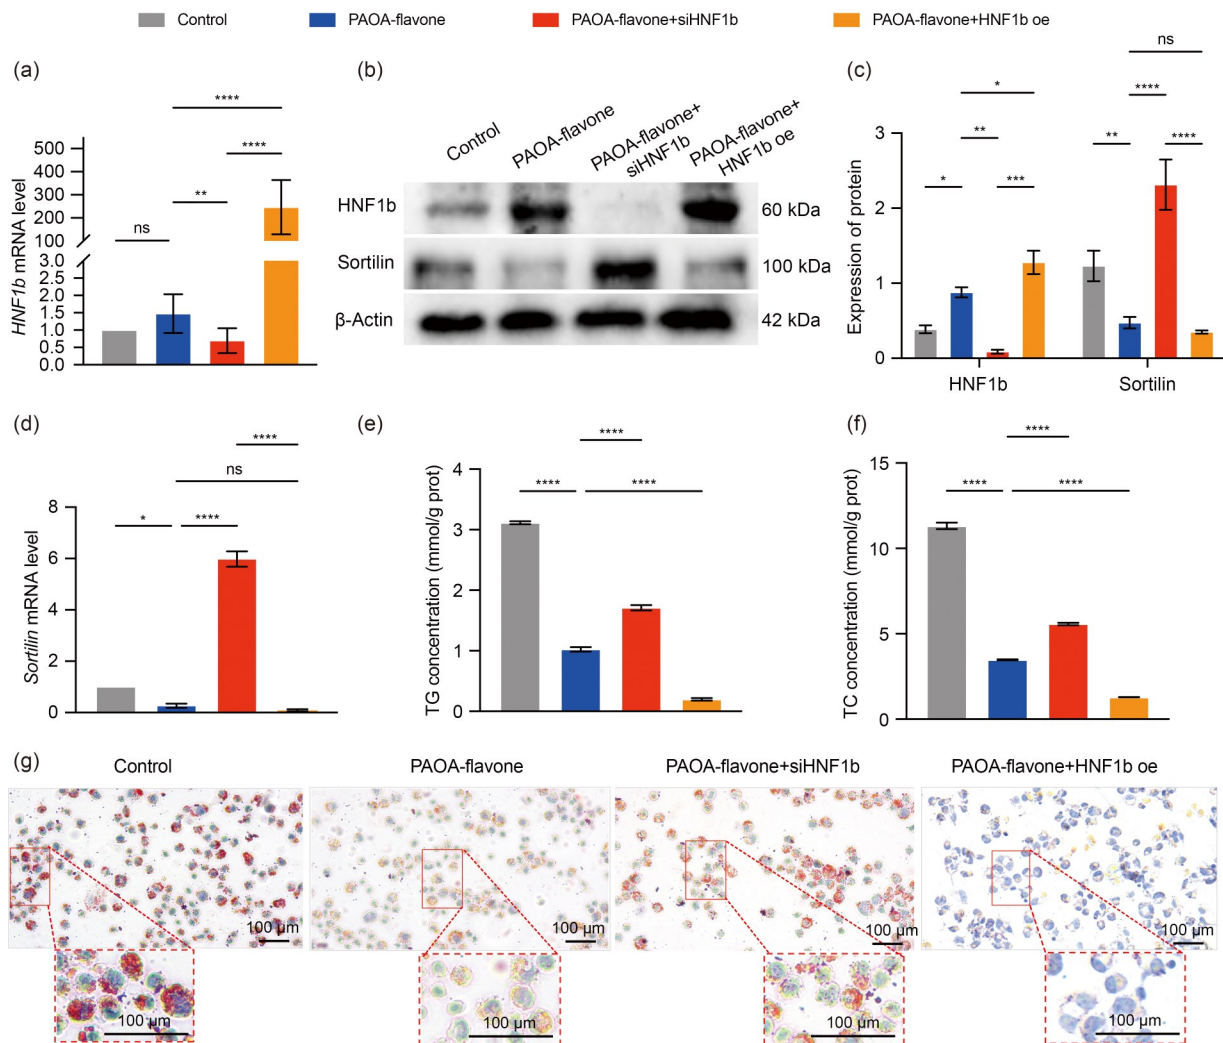 Control PAOA-flavone PAOA-flavone+siHNF1b PAOA-flavone+HNF1b oe
(a)
HNF1b mRNA level
500
400
300
200
100
3.0
2.5
2.0
1.5
1.0
0.5
0.0
ns
**
****
****
(b)
Control
PAOA-flavone
PAOA-flavone+
siHNF1b
PAOA-flavone+
HNF1b oe
HNF1b 60 kDa
Sortilin 100 kDa
β-Actin 42 kDa
(c)
Expression of protein
3
2
1
0
*
**
*
***
ns
****
**
****
HNF1b Sortilin
(d)
Sortilin mRNA level
8
6
4
2
0
****
ns
* ****
(e)
TG concentration (mmol/g prot)
4
3
2
1
0
****
**** ****
(f)
TC concentration (mmol/g prot)
15
10
5
0
****
**** ****
(g)
Control PAOA-flavone PAOA-flavone+siHNF1b PAOA-flavone+HNF1b oe
100 μm 100 μm 100 μm 100 μm
100 μm 100 μm 100 μm 100 μm